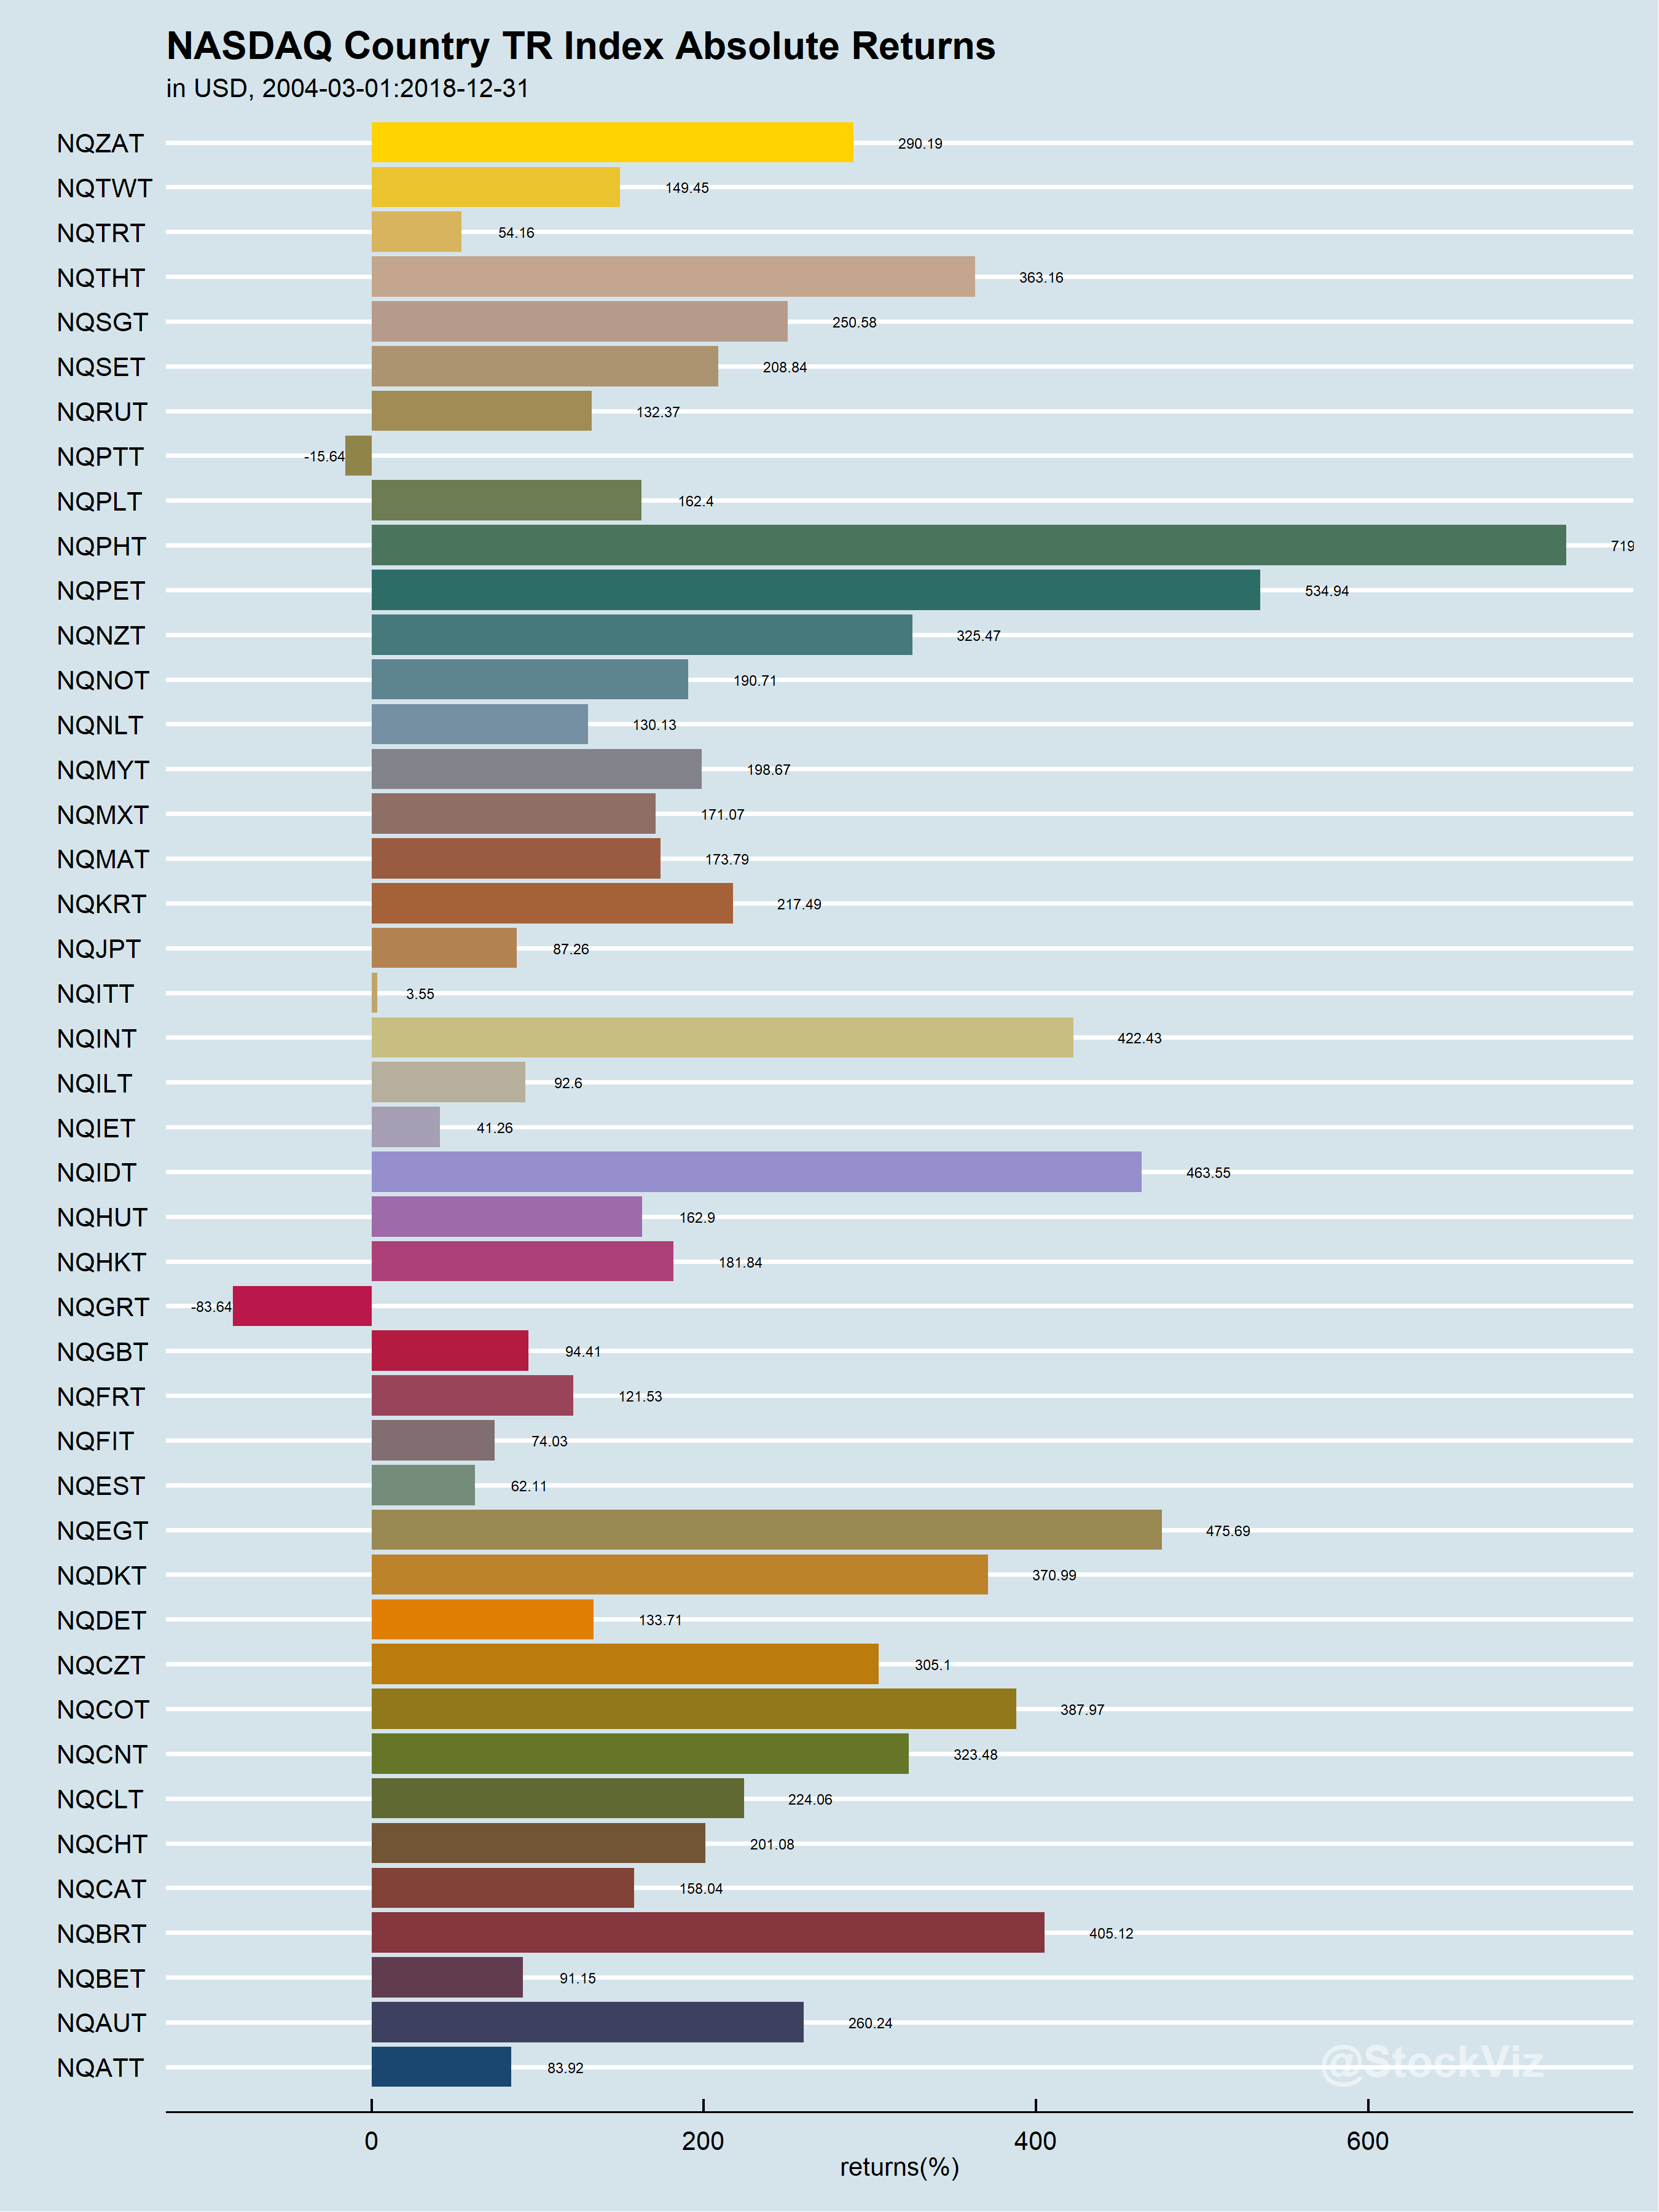 NASDAQ Country TR Index Absolute Returns
in USD, 2004-03-01:2018-12-31
NQZAT 290.19
NQTWT 149.45
NQTRT 54.16
NQTHT 363.16
NQSGT 250.58
NQSET 208.84
NQRUT 132.37
NQPTT -15.64
NQPLT 162.4
NQPHT 719
NQPET 534.94
NQNZT 325.47
NQNOT 190.71
NQNLT 130.13
NQMYT 198.67
NQMXT 171.07
NQMAT 173.79
NQKRT 217.49
NQJPT 87.26
NQITT 3.55
NQINT 422.43
NQILT 92.6
NQIET 41.26
NQIDT 463.55
NQHUT 162.9
NQHKT 181.84
NQGRT -83.64
NQGBT 94.41
NQFRT 121.53
NQFIT 74.03
NQEST 62.11
NQEGT 475.69
NQDKT 370.99
NQDET 133.71
NQCZT 305.1
NQCOT 387.97
NQCNT 323.48
NQCLT 224.06
NQCHT 201.08
NQCAT 158.04
NQBRT 405.12
NQBET 91.15
NQAUT 260.24
NQATT 83.92
@StockViz
0 200 400 600
returns(%)